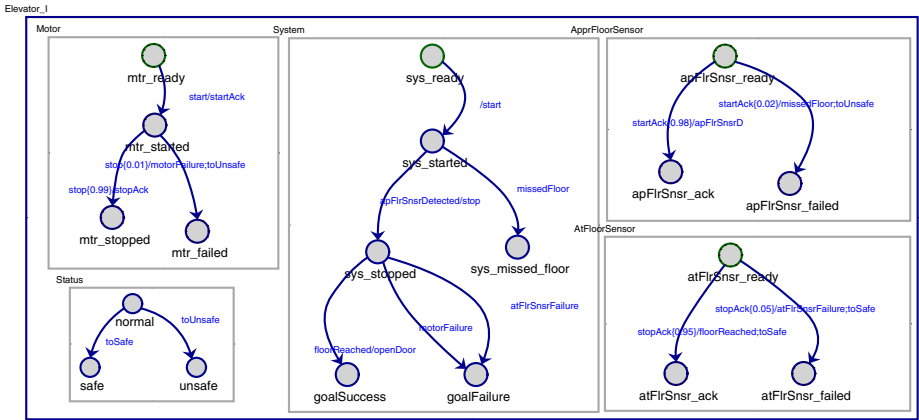 Elevator_I
Motor
System
ApprFloorSensor
mtr_ready
sys_ready
apFlrSnsr_ready
start/startAck
/start
startAck{0.02}/missedFloor;toUnsafe
startAck{0.98}/apFlrSnsrD
mtr_started
sys_started
stop{0.01}/motorFailure;toUnsafe
stop{0.99}/stopAck
missedFloor
apFlrSnsr_ack
apFlrSnsr_failed
apFlrSnsrDetected/stop
mtr_stopped
mtr_failed
AtFloorSensor
sys_stopped
sys_missed_floor
atFlrSnsr_ready
Status
normal
toUnsafe
toSafe
atFlrSnsrFailure
stopAck{0.05}/atFlrSnsrFailure;toSafe
motorFailure
stopAck{0.95}/floorReached;toSafe
floorReached/openDoor
safe
unsafe
goalSuccess
goalFailure
atFlrSnsr_ack
atFlrSnsr_failed